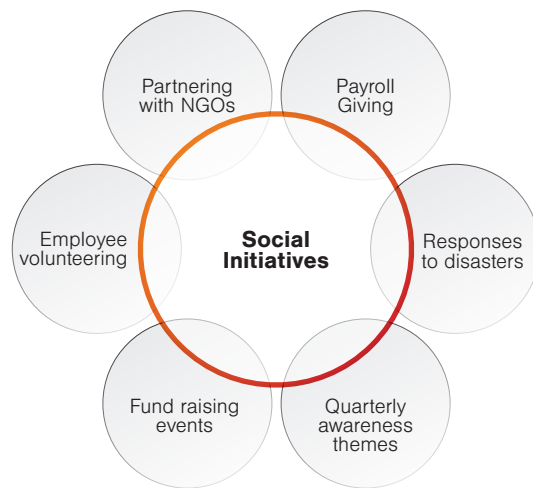 Partnering
with NGOs
Payroll
Giving
Employee
volunteering
Social
Initiatives
Responses
to disasters
Fund raising
events
Quarterly
awareness
themes